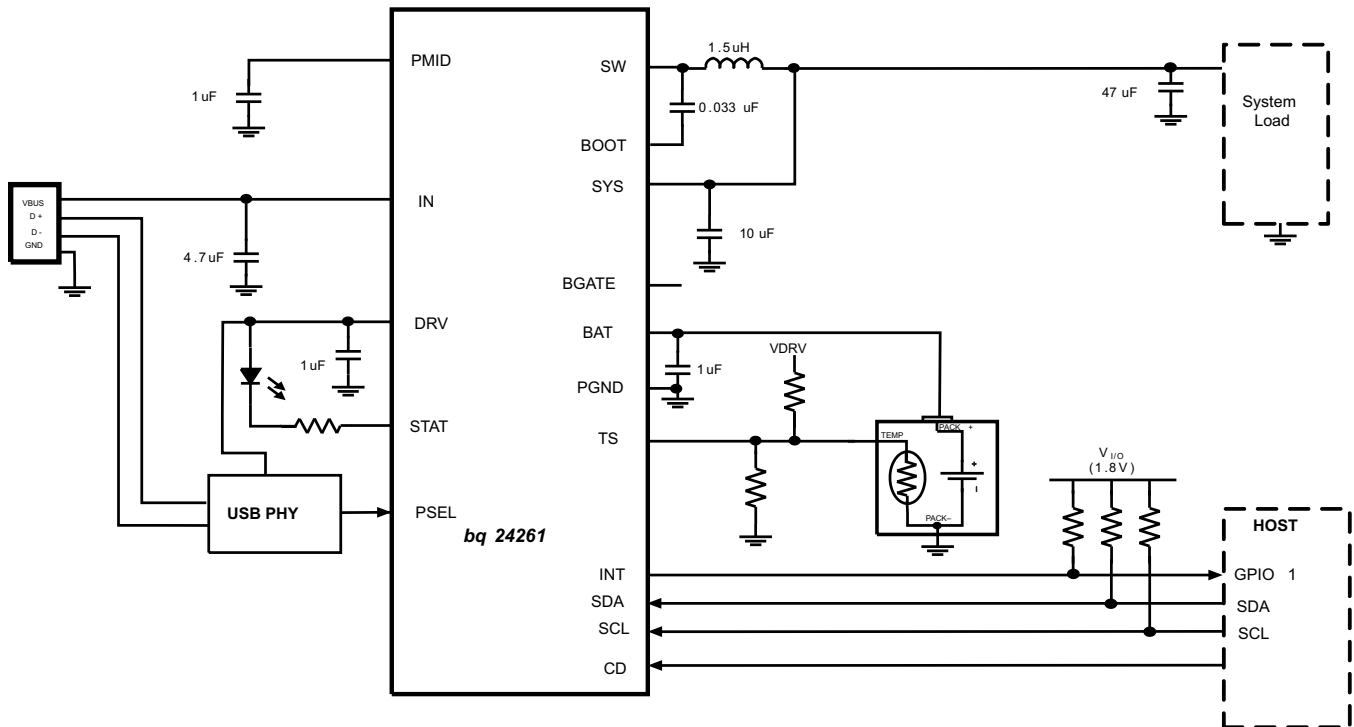 PMID
1 uF
SW
1.5 uH
0.033 uF
47 uF
System
Load
BOOT
SYS
VBUS
D +
D -
GND
IN
4.7 uF
10 uF
BGATE
DRV
1 uF
BAT
1 uF
VDRV
PGND
STAT
TS
TEMP
PACK +
+
-
PACK–
V I/O
(1.8V)
USB PHY
PSEL
bq 24261
HOST
INT
GPIO 1
SDA
SDA
SCL
SCL
CD